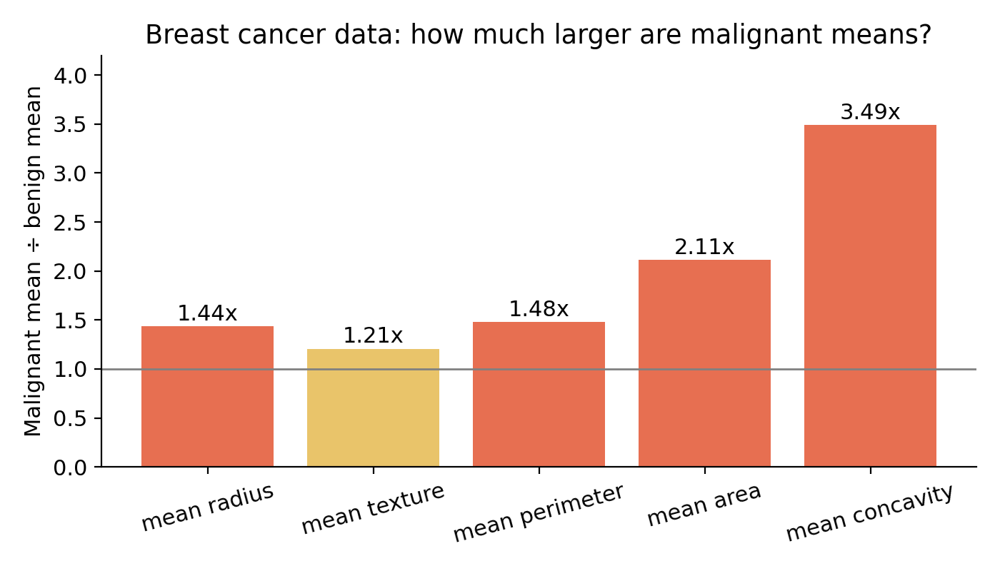 Breast cancer data: how much larger are malignant means?
Malignant mean ÷ benign mean
4.0
3.5
3.0
2.5
2.0
1.5
1.0
0.5
0.0
1.44x
1.21x
1.48x
2.11x
3.49x
mean radius
mean texture
mean perimeter
mean area
mean concavity